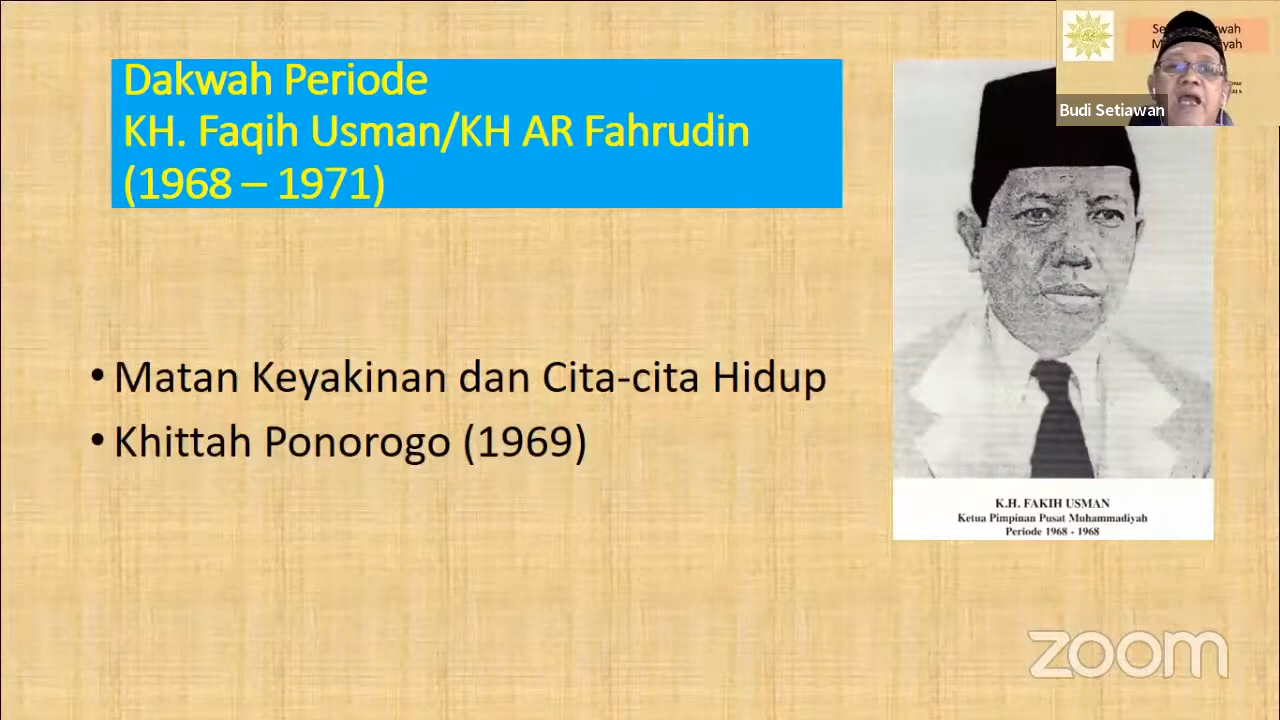 Dakwah Periode
KH. Faqih Usman/KH AR Fahrudin
(1968 – 1971)
• Matan Keyakinan dan Cita-cita Hidup
• Khittah Ponorogo (1969)
Budi Setiawan
K.H. FAKIH USMAN
Ketua Pimpinan Pusat Muhammadiyah
Periode 1968 - 1968
zoom